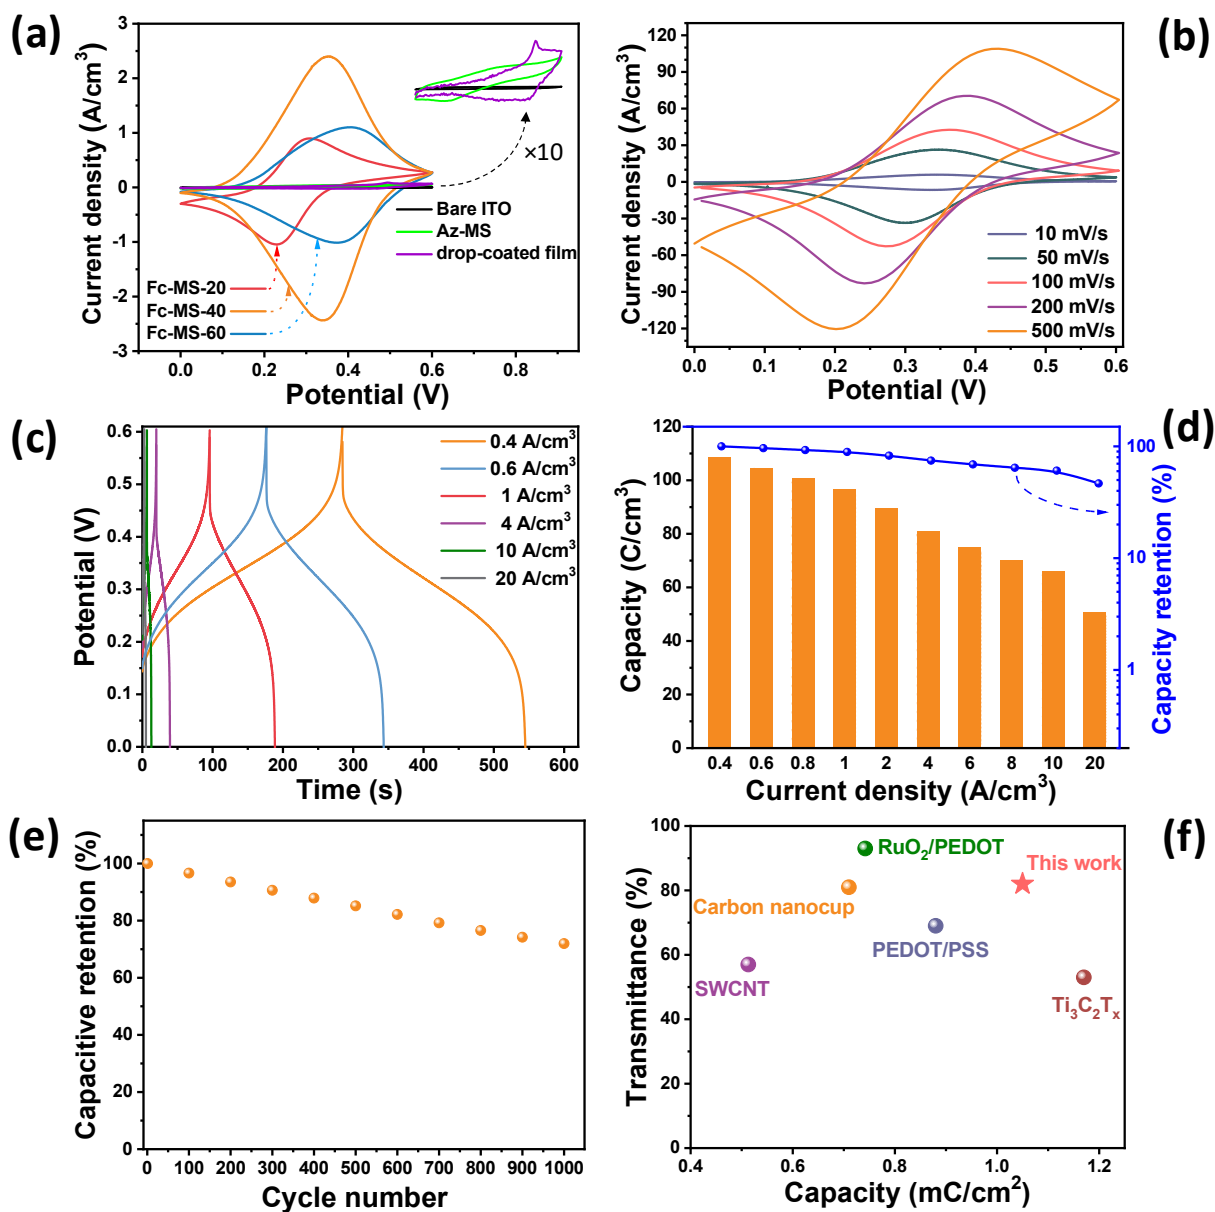 (a)
Current density (A/cm³)
3
2
1
0
-1
-2
-3
×10
Bare ITO
Az-MS
drop-coated film
Fc-MS-20
Fc-MS-40
Fc-MS-60
0.0 0.2 0.4 0.6 0.8
Potential (V)
(b)
Current density (A/cm³)
120
90
60
30
0
-30
-60
-90
-120
10 mV/s
50 mV/s
100 mV/s
200 mV/s
500 mV/s
0.0 0.1 0.2 0.3 0.4 0.5 0.6
Potential (V)
(c)
Potential (V)
0.6
0.5
0.4
0.3
0.2
0.1
0.0
0.4 A/cm³
0.6 A/cm³
1 A/cm³
4 A/cm³
10 A/cm³
20 A/cm³
0 100 200 300 400 500 600
Time (s)
(d)
Capacity (C/cm³)
120
100
80
60
40
20
0
100
10
1
Capacity retention (%)
0.4 0.6 0.8 1 2 4 6 8 10 20
Current density (A/cm³)
(e)
Capacitive retention (%)
100
80
60
40
20
0
0 100 200 300 400 500 600 700 800 900 1000
Cycle number
(f)
Transmittance (%)
100
80
60
40
20
0
RuO₂/PEDOT
This work
Carbon nanocup
PEDOT/PSS
SWCNT
Ti₃C₂Tₓ
0.4 0.6 0.8 1.0 1.2
Capacity (mC/cm²)